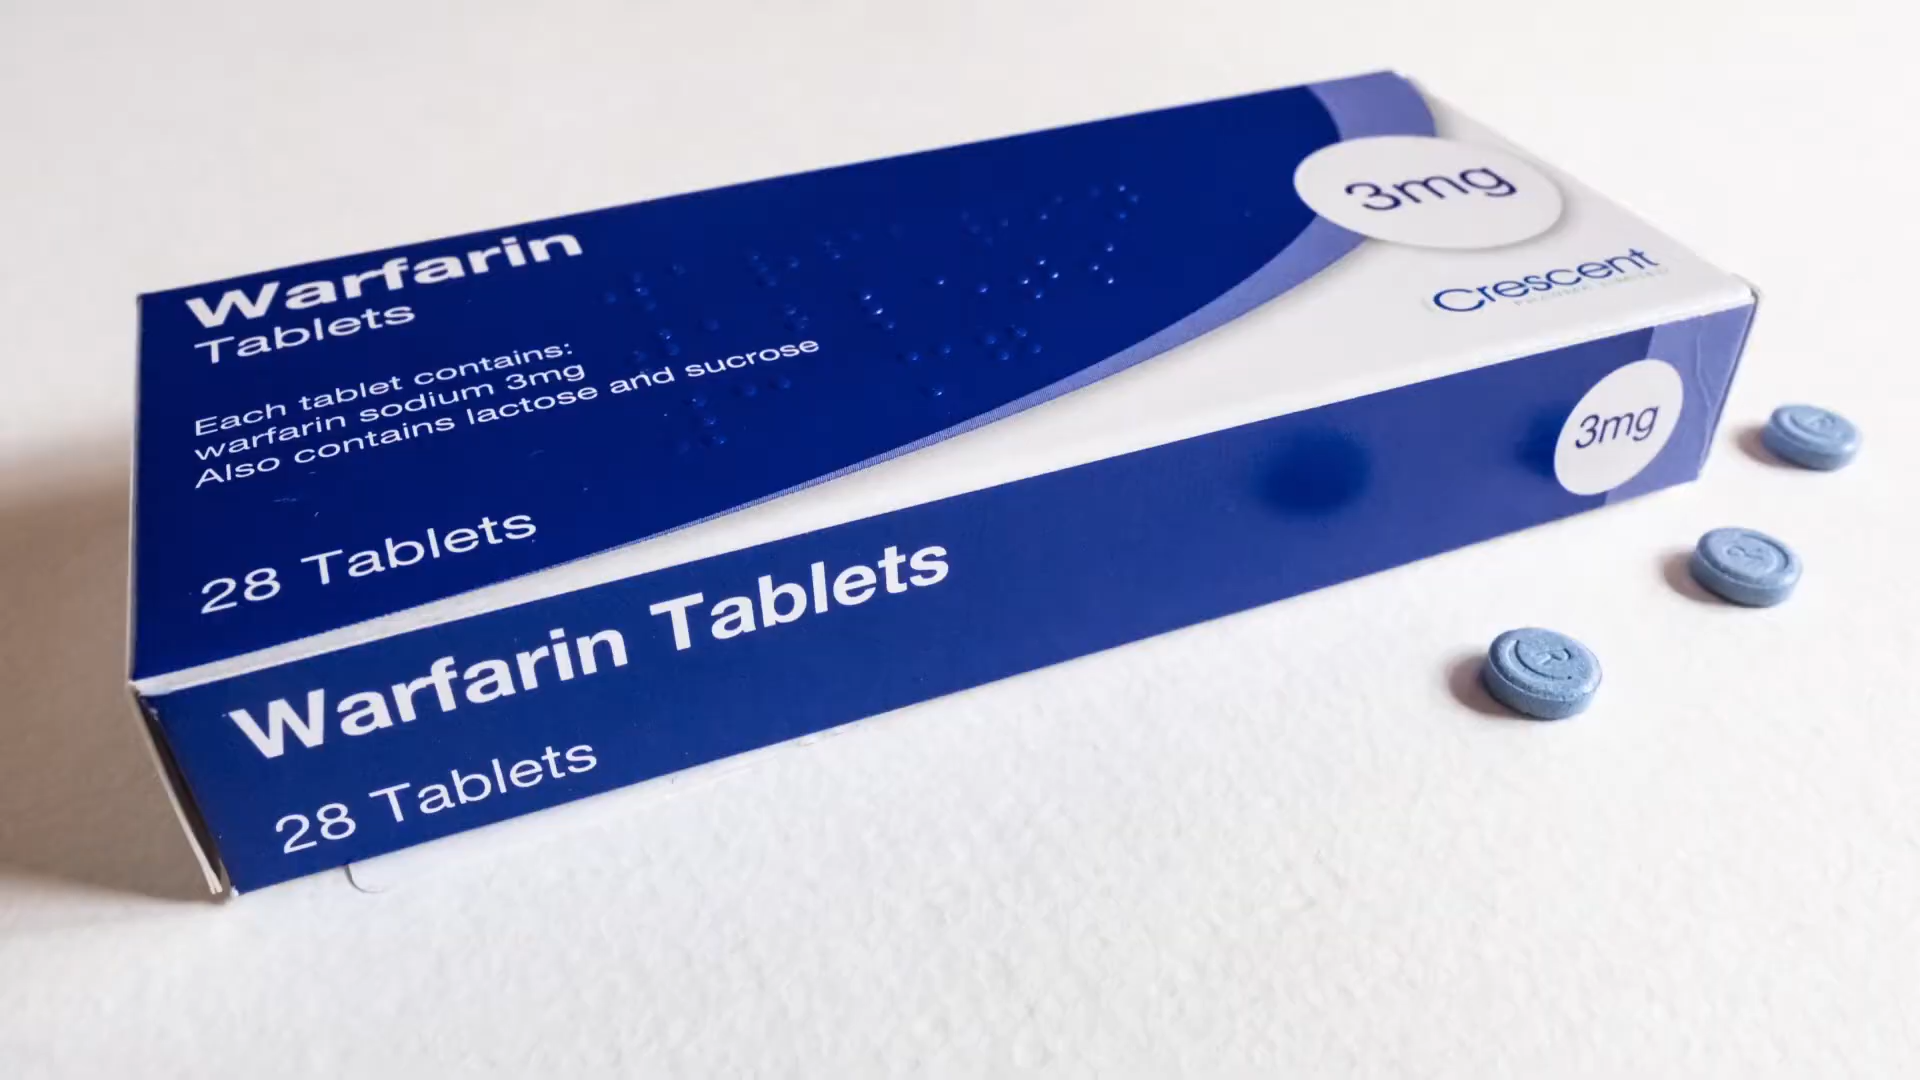 Warfarin
Tablets
Each tablet contains:
warfarin sodium 3mg
Also contains lactose and sucrose
28 Tablets
3mg
Crescent
Warfarin Tablets
28 Tablets
3mg